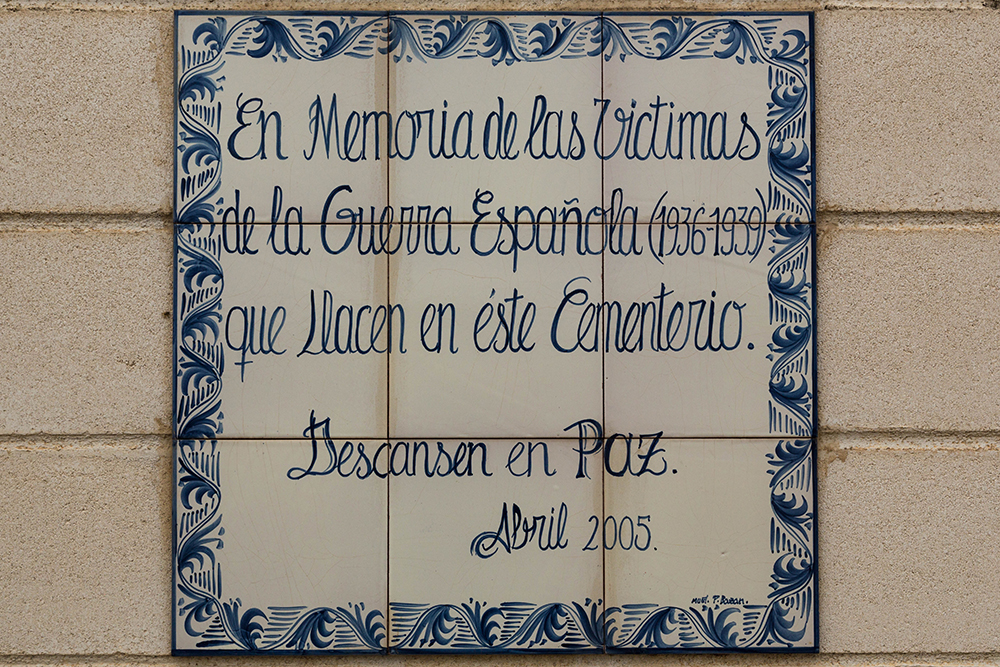 En Memoria de las Victimas
de la Guerra Española (1936-1939)
que Llacen en éste Cementerio.
Descansen en Paz.
Abril 2005.